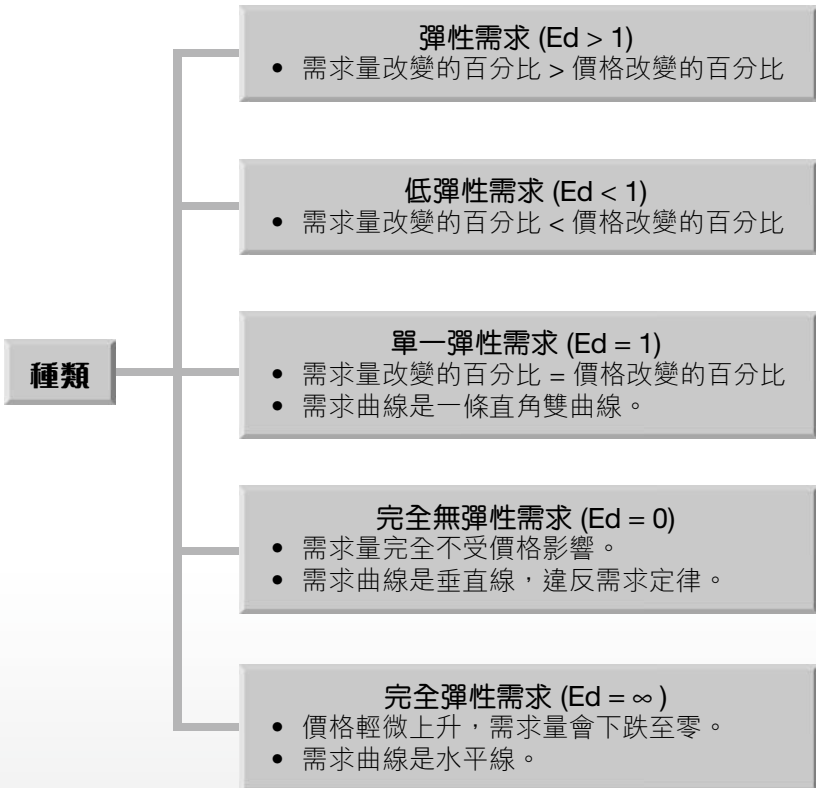 彈性需求 (Ed > 1)
• 需求量改變的百分比 > 價格改變的百分比
低彈性需求 (Ed < 1)
• 需求量改變的百分比 < 價格改變的百分比
種類
單一彈性需求 (Ed = 1)
• 需求量改變的百分比 = 價格改變的百分比
• 需求曲線是一條直角雙曲線。
完全無彈性需求 (Ed = 0)
• 需求量完全不受價格影響。
• 需求曲線是垂直線，違反需求定律。
完全彈性需求 (Ed = ∞ )
• 價格輕微上升，需求量會下跌至零。
• 需求曲線是水平線。